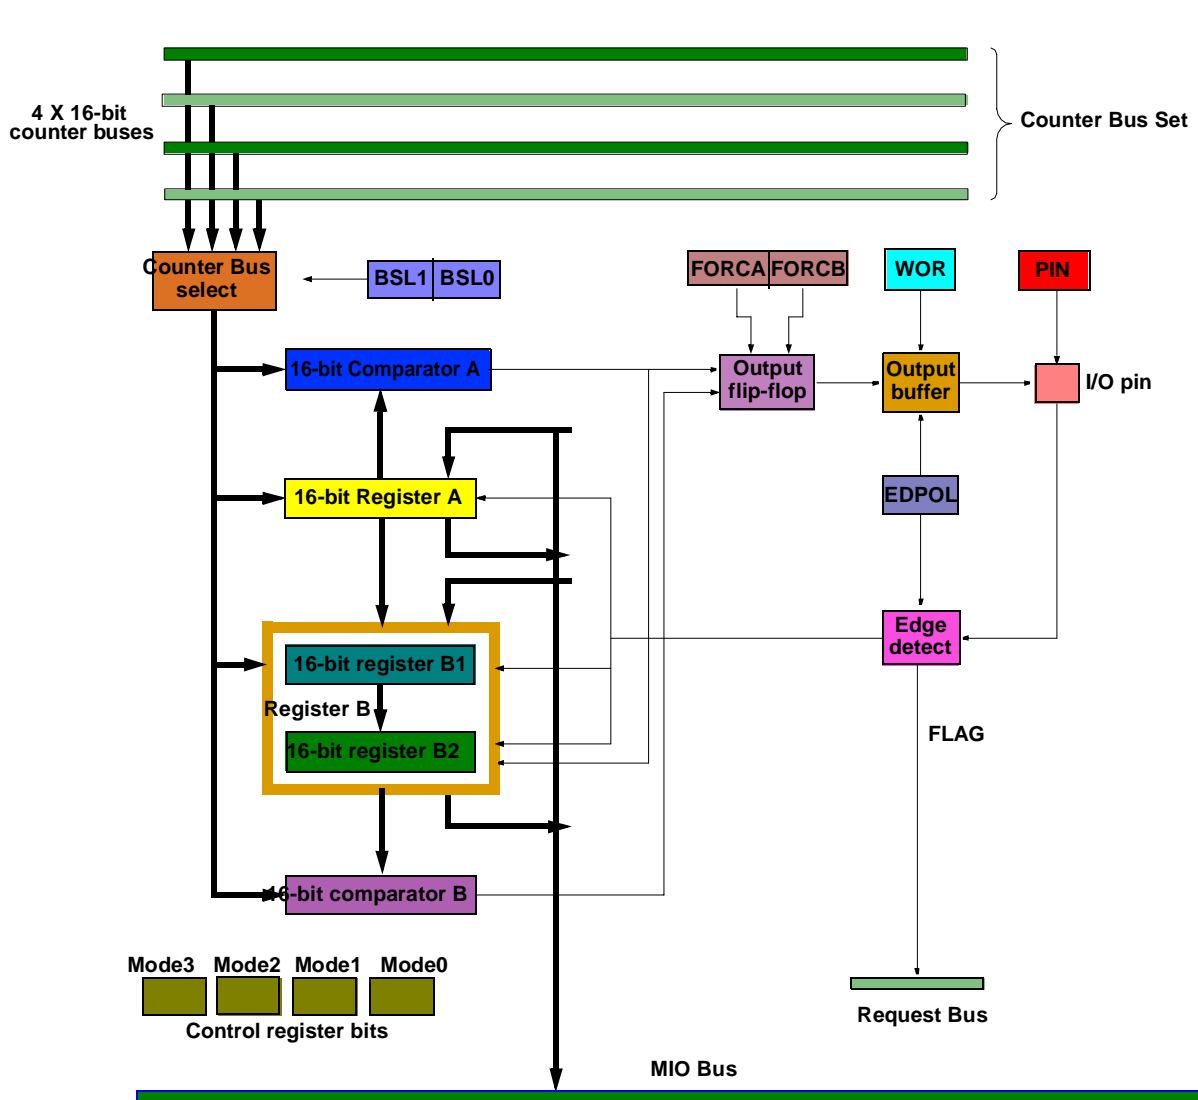 4 X 16-bit
counter buses
Counter Bus Set
Counter Bus
select
BSL1 BSL0
FORCA FORCB
WOR
PIN
16-bit Comparator A
Output
flip-flop
Output
buffer
I/O pin
16-bit Register A
EDPOL
Edge
detect
16-bit register B1
Register B
16-bit register B2
FLAG
16-bit comparator B
Mode3 Mode2 Mode1 Mode0
Control register bits
Request Bus
MIO Bus